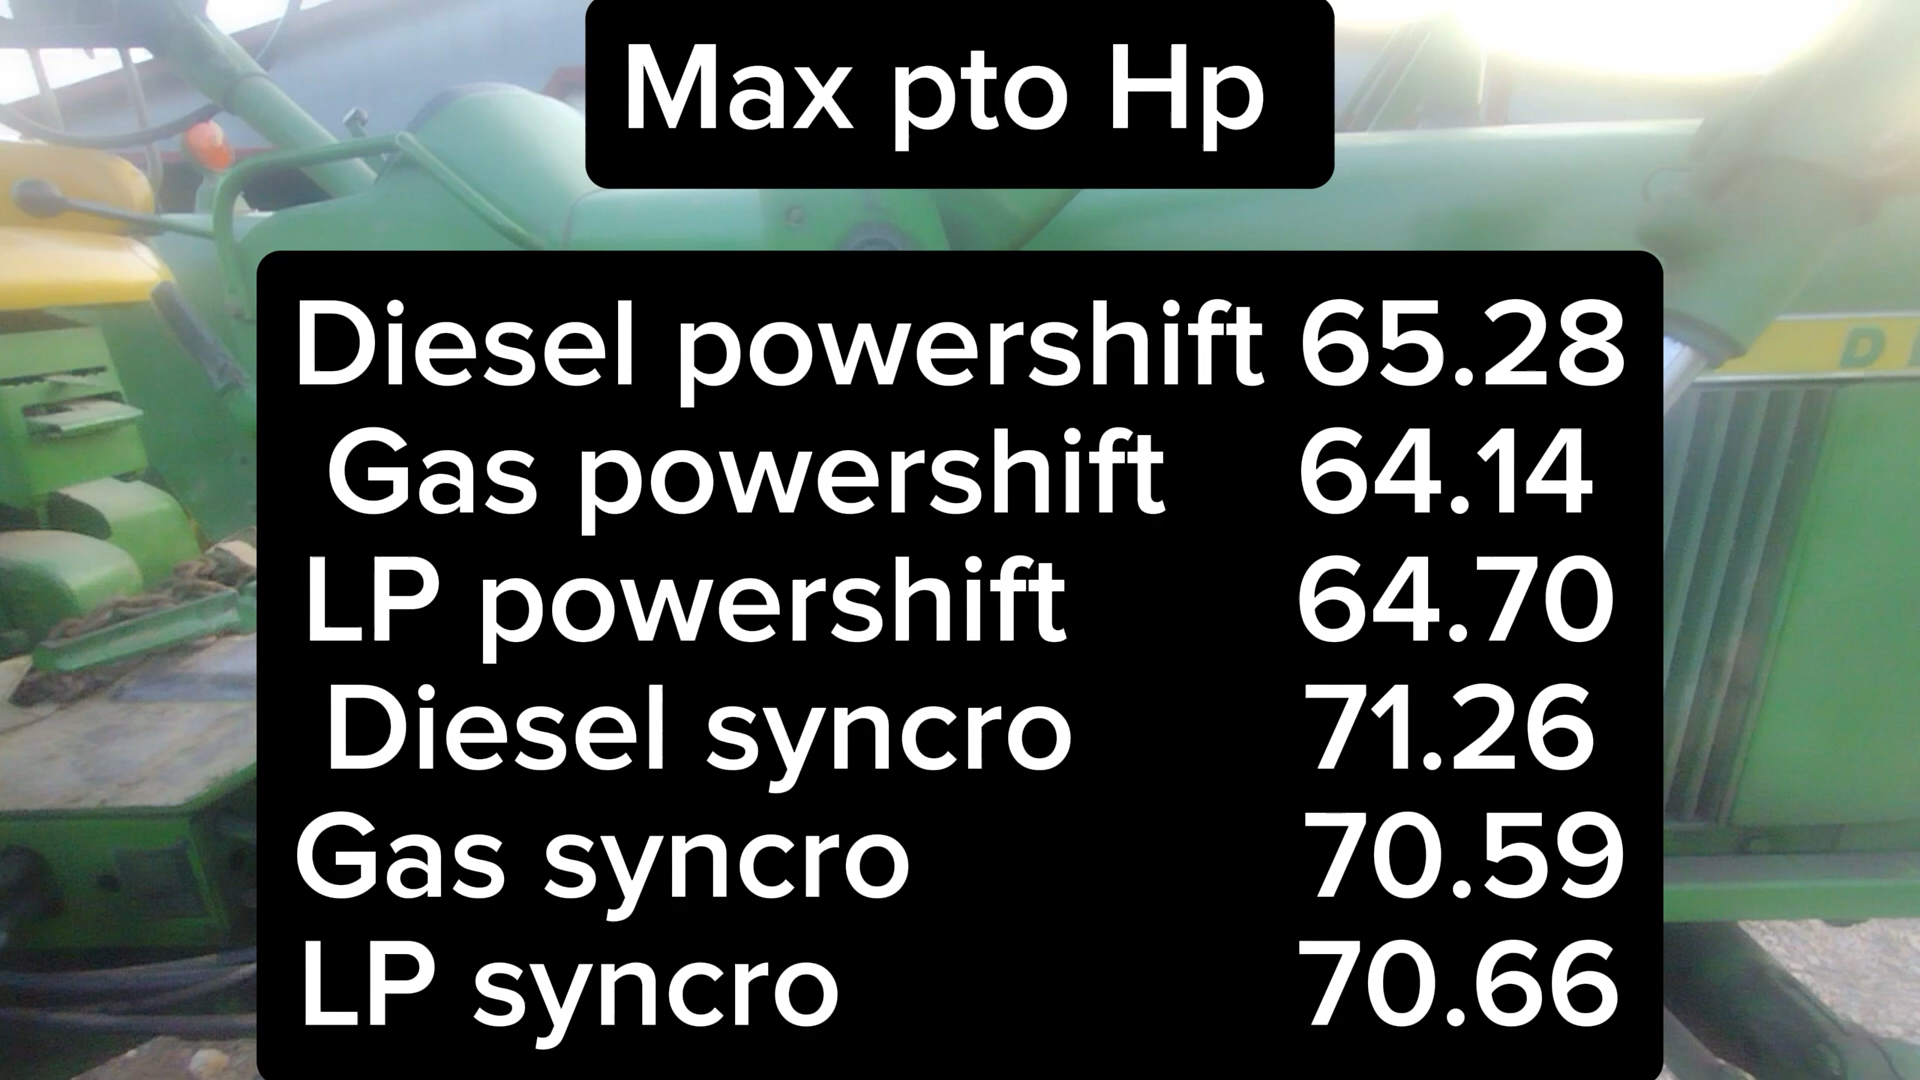 Max pto Hp
Diesel powershift 65.28
Gas powershift 64.14
LP powershift 64.70
Diesel syncro 71.26
Gas syncro 70.59
LP syncro 70.66
D